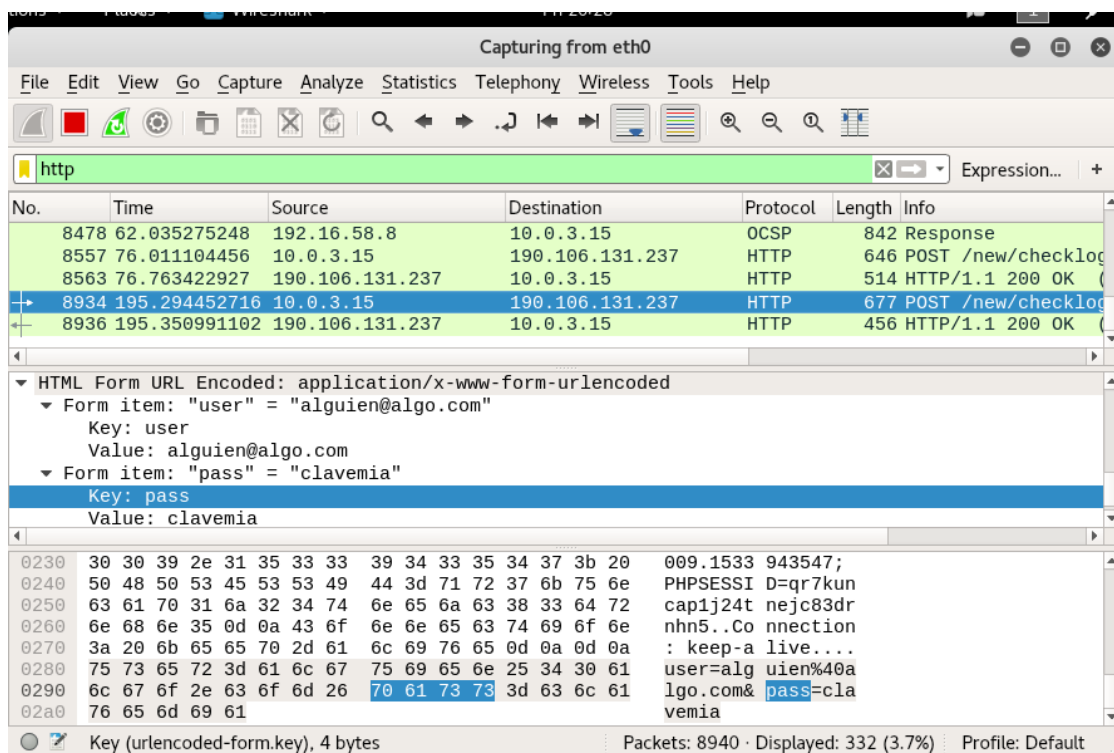 Capturing from eth0
File Edit View Go Capture Analyze Statistics Telephony Wireless Tools Help
http Expression... +
No. Time Source Destination Protocol Length Info
8478 62.035275248 192.16.58.8 10.0.3.15 OCSP 842 Response
8557 76.011104456 10.0.3.15 190.106.131.237 HTTP 646 POST /new/checklog
8563 76.763422927 190.106.131.237 10.0.3.15 HTTP 514 HTTP/1.1 200 OK (
8934 195.294452716 10.0.3.15 190.106.131.237 HTTP 677 POST /new/checklog
8936 195.350991102 190.106.131.237 10.0.3.15 HTTP 456 HTTP/1.1 200 OK (
HTML Form URL Encoded: application/x-www-form-urlencoded
Form item: "user" = "alguien@algo.com"
Key: user
Value: alguien@algo.com
Form item: "pass" = "clavemia"
Key: pass
Value: clavemia
0230 30 30 39 2e 31 35 33 33 39 34 33 35 34 37 3b 20 009.1533 943547;
0240 50 48 50 53 45 53 53 49 44 3d 71 72 37 6b 75 6e PHPSESSI D=qr7kun
0250 63 61 70 31 6a 32 34 74 6e 65 6a 63 38 33 64 72 cap1j24t nejc83dr
0260 6e 68 6e 35 0d 0a 43 6f 6e 6e 65 63 74 69 6f 6e nhn5..Co nnection
0270 3a 20 6b 65 65 70 2d 61 6c 69 76 65 0d 0a 0d 0a : keep-a live....
0280 75 73 65 72 3d 61 6c 67 75 69 65 6e 25 34 30 61 user=alg uien%40a
0290 6c 67 6f 2e 63 6f 6d 26 70 61 73 73 3d 63 6c 61 lgo.com& pass=cla
02a0 76 65 6d 69 61 vemia
Key (urlencoded-form.key), 4 bytes Packets: 8940 · Displayed: 332 (3.7%) Profile: Default